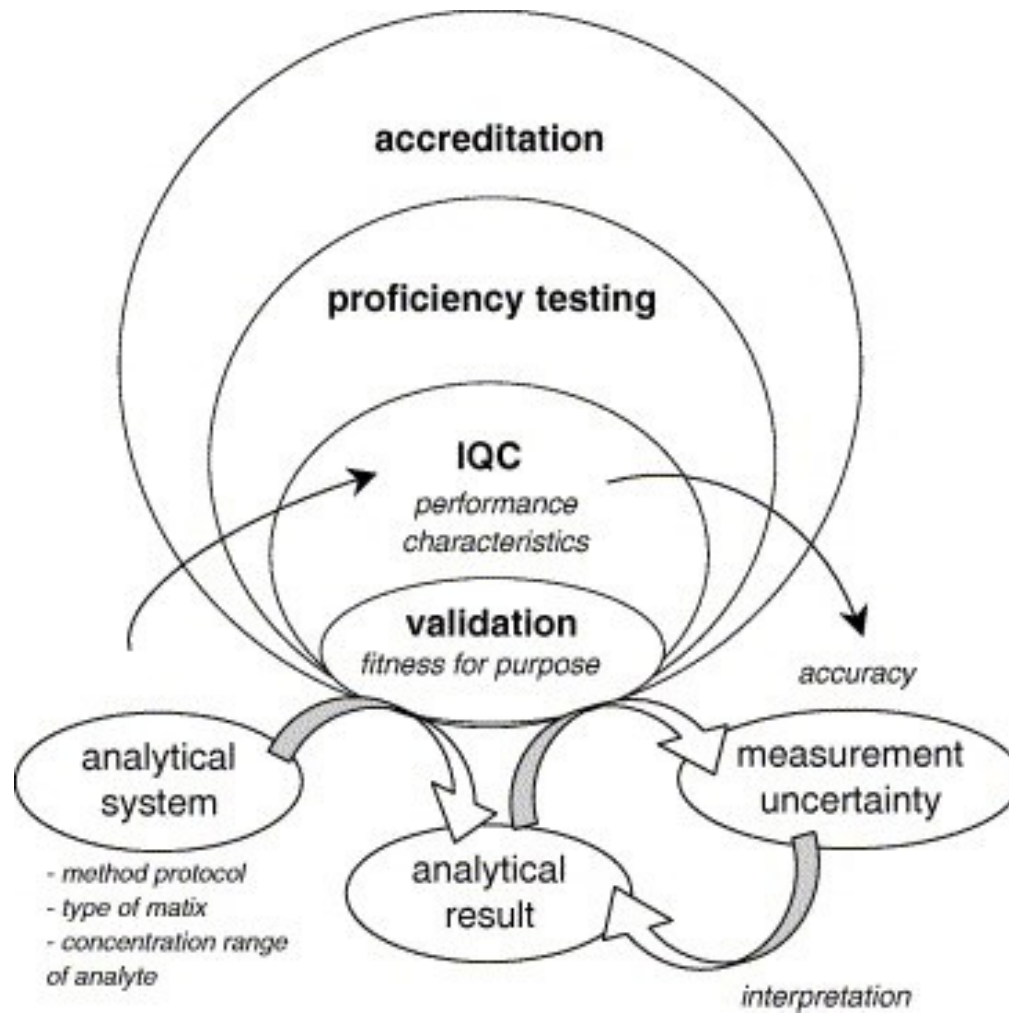 accreditation
proficiency testing
IQC
performance
characteristics
validation
fitness for purpose
accuracy
analytical
system
measurement
uncertainty
- method protocol
- type of matix
- concentration range
of analyte
analytical
result
interpretation